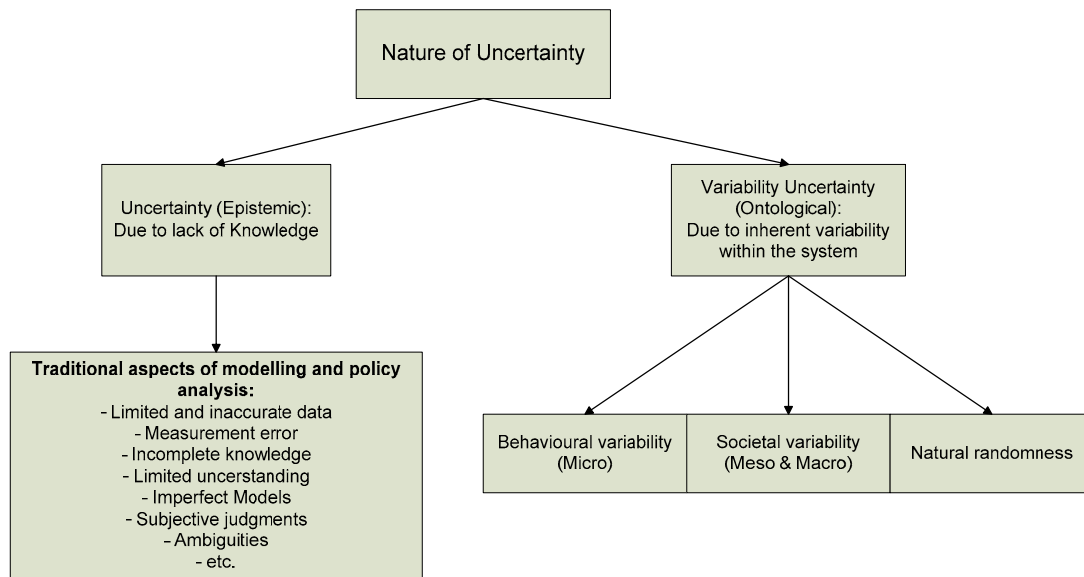 Nature of Uncertainty
Uncertainty (Epistemic):
Due to lack of Knowledge
Variability Uncertainty
(Ontological):
Due to inherent variability
within the system
Traditional aspects of modelling and policy
analysis:
- Limited and inaccurate data
- Measurement error
- Incomplete knowledge
- Limited uncerstanding
- Imperfect Models
- Subjective judgments
- Ambiguities
- etc.
Behavioural variability
(Micro)
Societal variability
(Meso & Macro)
Natural randomness